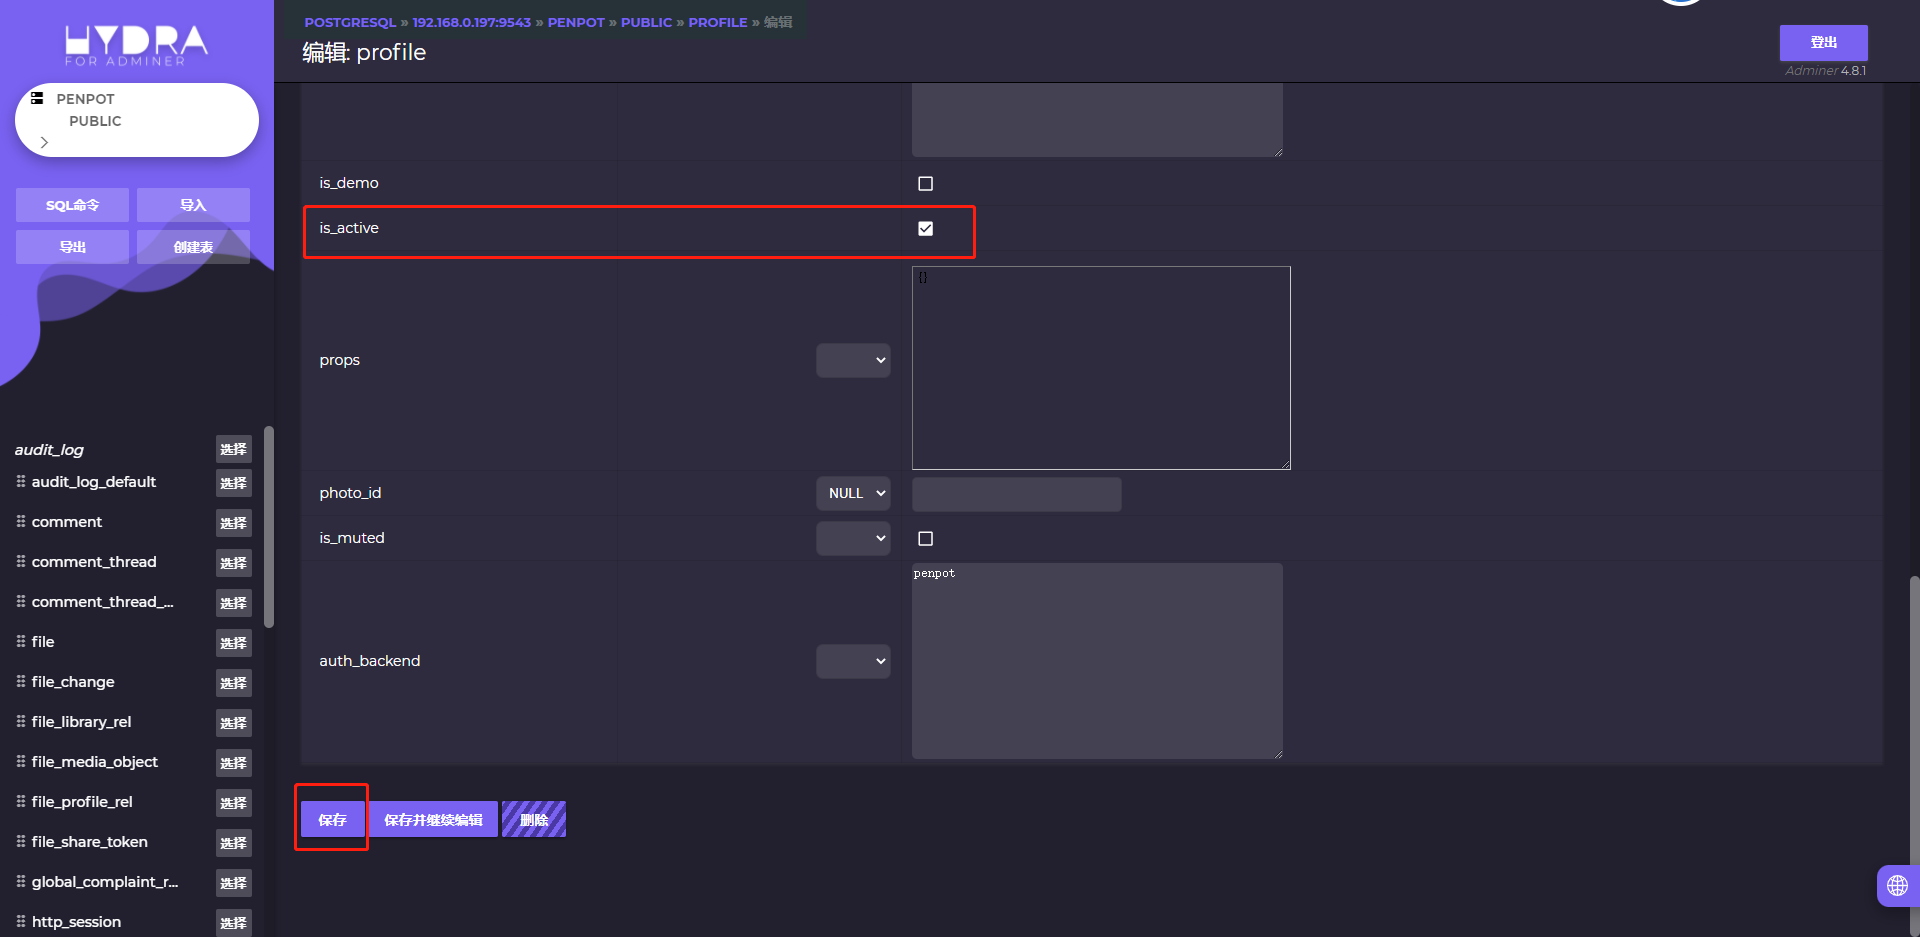 HYDRA
FOR ADMINER
PENPOT
PUBLIC
SQL命令
导入
导出
创建表
audit_log
选择
audit_log_default
选择
comment
选择
comment_thread
选择
comment_thread_...
选择
file
选择
file_change
选择
file_library_rel
选择
file_media_object
选择
file_profile_rel
选择
file_share_token
选择
global_complaint_r...
选择
http_session
选择
POSTGRESQL » 192.168.0.197:9543 » PENPOT » PUBLIC » PROFILE » 编辑
编辑: profile
登出
Adminer 4.8.1
is_demo
is_active
props
{}
photo_id
NULL
is_muted
auth_backend
penpot
保存
保存并继续编辑
删除